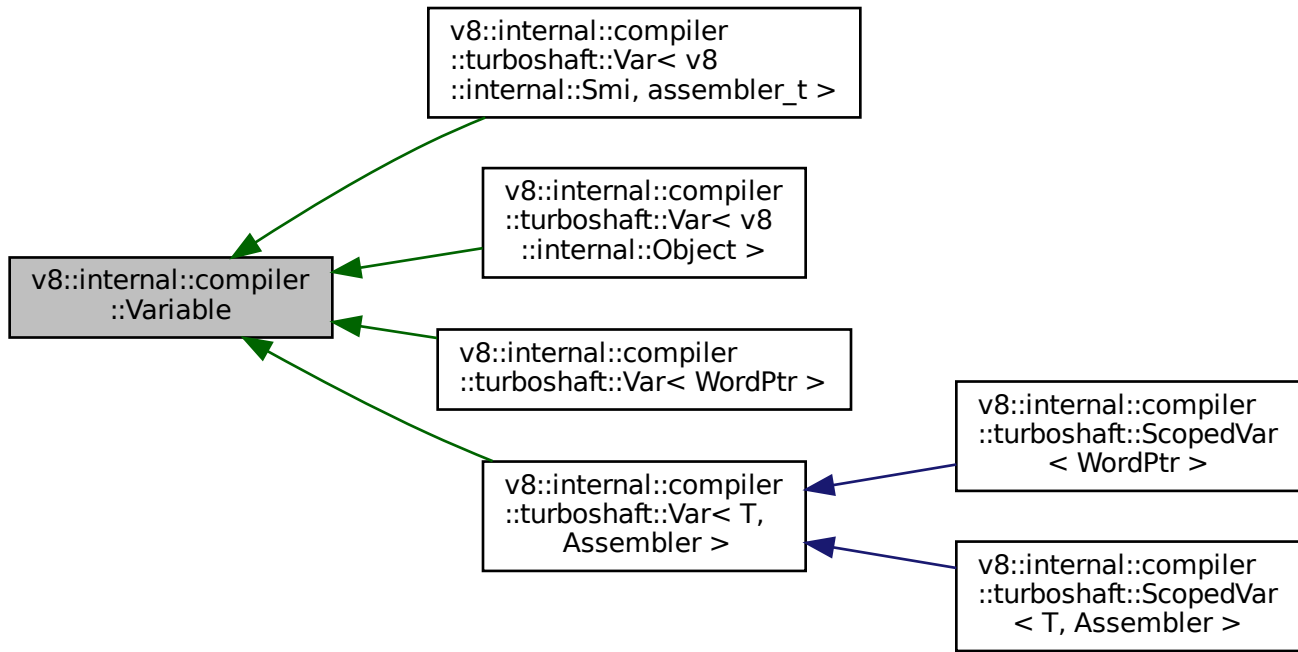 v8::internal::compiler
::turboshaft::Var< v8
::internal::Smi, assembler_t >
v8::internal::compiler
::turboshaft::Var< v8
::internal::Object >
v8::internal::compiler
::Variable
v8::internal::compiler
::turboshaft::Var< WordPtr >
v8::internal::compiler
::turboshaft::ScopedVar
< WordPtr >
v8::internal::compiler
::turboshaft::Var< T,
Assembler >
v8::internal::compiler
::turboshaft::ScopedVar
< T, Assembler >